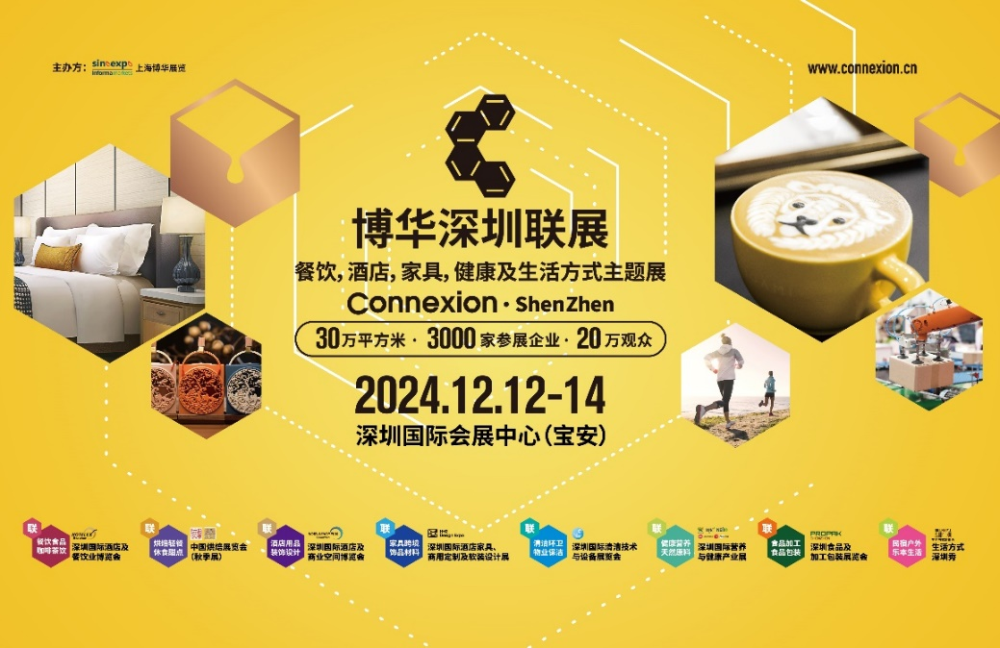 主办方：sinoexpo informa markets 上海博华展览
www.connexion.cn
博华深圳联展
餐饮，酒店，家具，健康及生活方式主题展
Connexion · ShenZhen
30万平方米 · 3000家参展企业 · 20万观众
2024.12.12-14
深圳国际会展中心（宝安）
联
餐饮食品
咖啡茶饮
HOTELEX
深圳国际酒店及
餐饮业博览会
联
烘焙轻餐
休食甜点
中国烘焙展览会
（秋季展）
联
酒店用品
装饰设计
深圳国际酒店及
商业空间博览会
联
家具跨境
饰品材料
Design Expo
深圳国际酒店家具、
商用定制及软装设计展
联
清洁环卫
物业保洁
深圳国际清洁技术
与设备展览会
联
健康营养
天然原料
深圳国际营养
与健康产业展
联
食品加工
食品包装
PROPAK
深圳食品及
加工包装展览会
联
民宿户外
乐享生活
生活方式
深圳秀